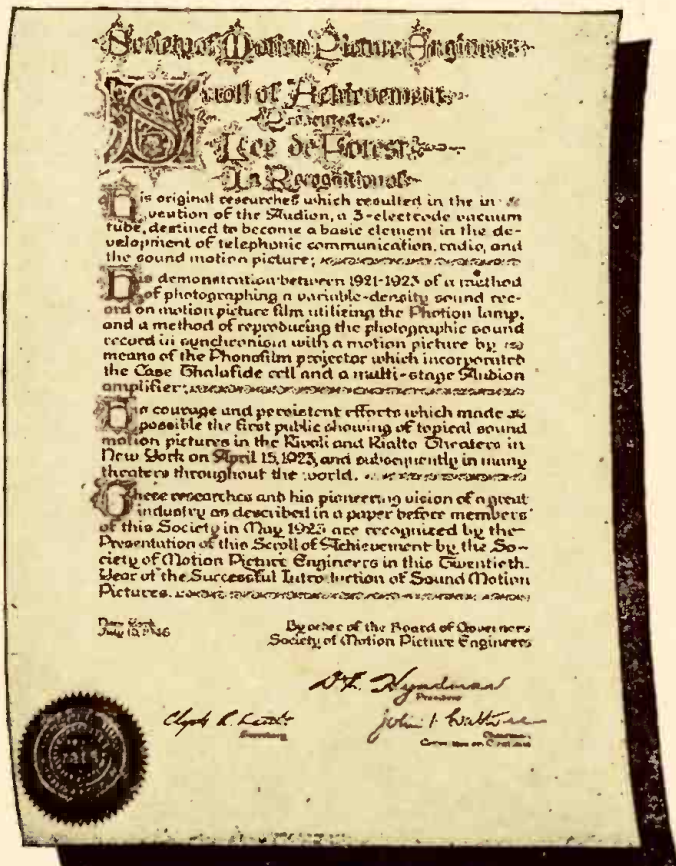 Society of Motion Picture Engineers
Scroll of Achievement
Presented to
Lee de Forest
In Recognition of
His original researches which resulted in the in-
vention of the Audion, a 3-electrode vacuum
tube, destined to become a basic element in the de-
velopment of telephonic communication, radio, and
the sound motion picture;
His demonstration between 1921-1923 of a method
of photographing a variable-density sound rec-
ord on motion picture film utilizing the Photion lamp,
and a method of reproducing the photographic sound
record in synchronism with a motion picture by
means of the Phonofilm projector which incorporated
the Case Thalofide cell and a multi-stage Audion
amplifier;
His courage and persistent efforts which made
possible the first public showing of topical sound
motion pictures in the Rivoli and Rialto Theaters in
New York on April 15, 1923, and subsequently in many
theaters throughout the world.
These researches and his pioneering vision of a great
industry as described in a paper before members
of this Society in May 1923 are recognized by the
Presentation of this Scroll of Achievement by the So-
ciety of Motion Picture Engineers in this Twentieth
Year of the Successful Introduction of Sound Motion
Pictures.
New York
July 10, 1946
By order of the Board of Governors
Society of Motion Picture Engineers
D. E. Hyndman
President
Clyde R.
Secretary
John I.
Chairman
Committee on